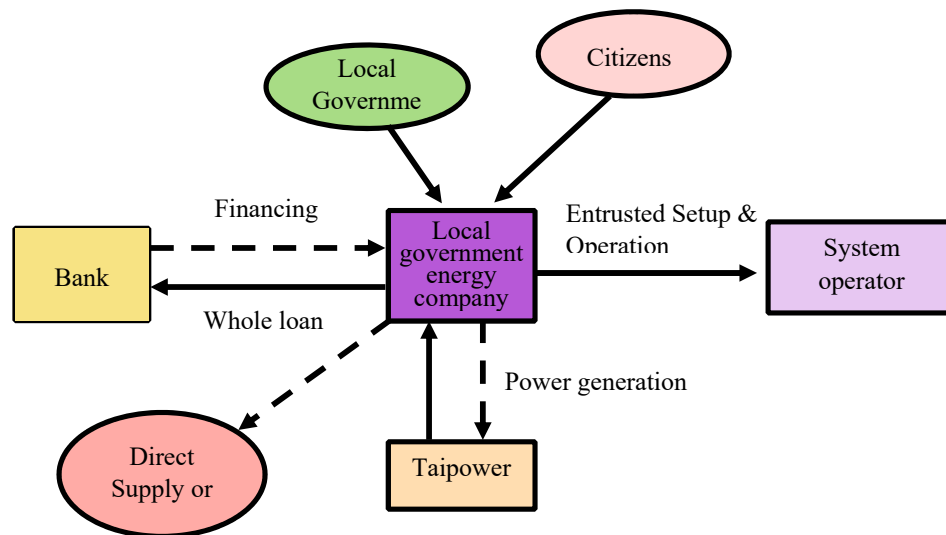 Local
Governme
Citizens
Financing
Local
government
energy
company
Entrusted Setup &
Operation
System
operator
Bank
Whole loan
Power generation
Direct
Supply or
Taipower